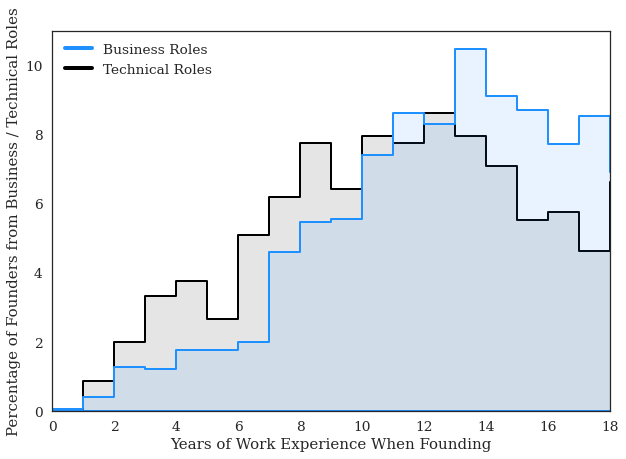 Percentage of Founders from Business / Technical Roles
Business Roles
Technical Roles
10
8
6
4
2
0
0 2 4 6 8 10 12 14 16 18
Years of Work Experience When Founding